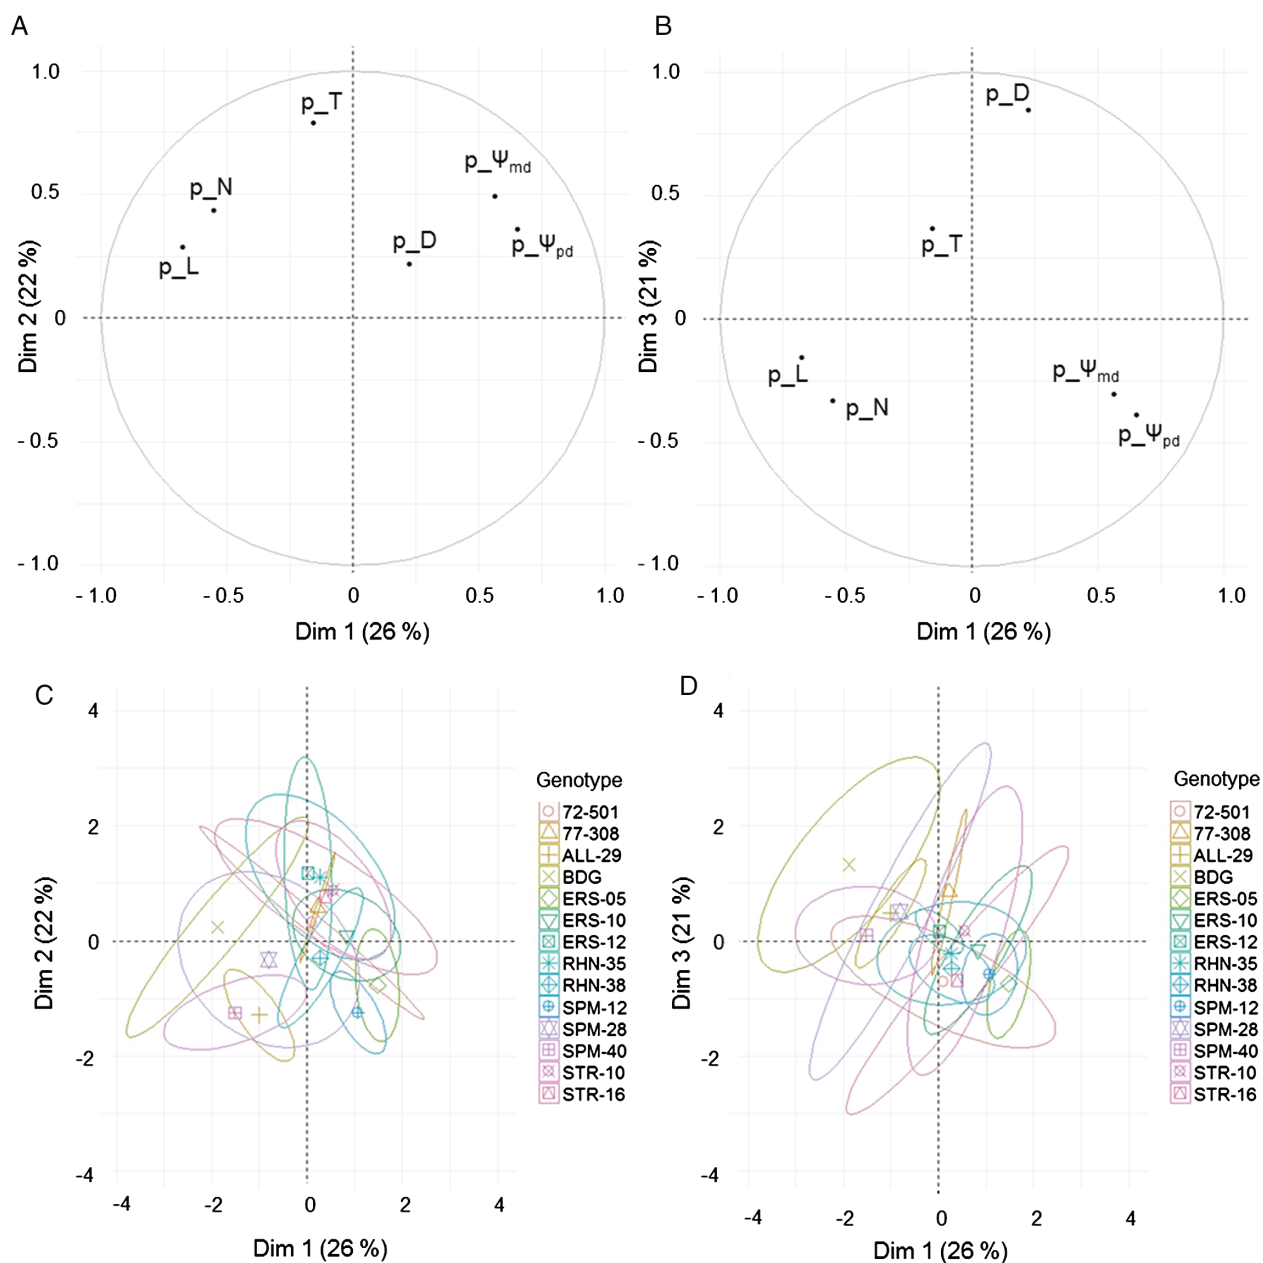 A
1.0
p_T
p_Ψmd
0.5
p_N
p_D
p_Ψpd
p_L
Dim 2 (22 %)
0
- 0.5
- 1.0
- 1.0
- 0.5
0
0.5
1.0
Dim 1 (26 %)
B
1.0
p_D
0.5
p_T
Dim 3 (21 %)
0
p_L
p_Ψmd
p_N
p_Ψpd
- 0.5
- 1.0
- 1.0
- 0.5
0
0.5
1.0
Dim 1 (26 %)
C
4
2
0
-2
-4
Dim 2 (22 %)
-4
-2
0
2
4
Dim 1 (26 %)
Genotype
72-501
77-308
ALL-29
BDG
ERS-05
ERS-10
ERS-12
RHN-35
RHN-38
SPM-12
SPM-28
SPM-40
STR-10
STR-16
D
4
2
0
-2
-4
Dim 3 (21 %)
-4
-2
0
2
4
Dim 1 (26 %)
Genotype
72-501
77-308
ALL-29
BDG
ERS-05
ERS-10
ERS-12
RHN-35
RHN-38
SPM-12
SPM-28
SPM-40
STR-10
STR-16